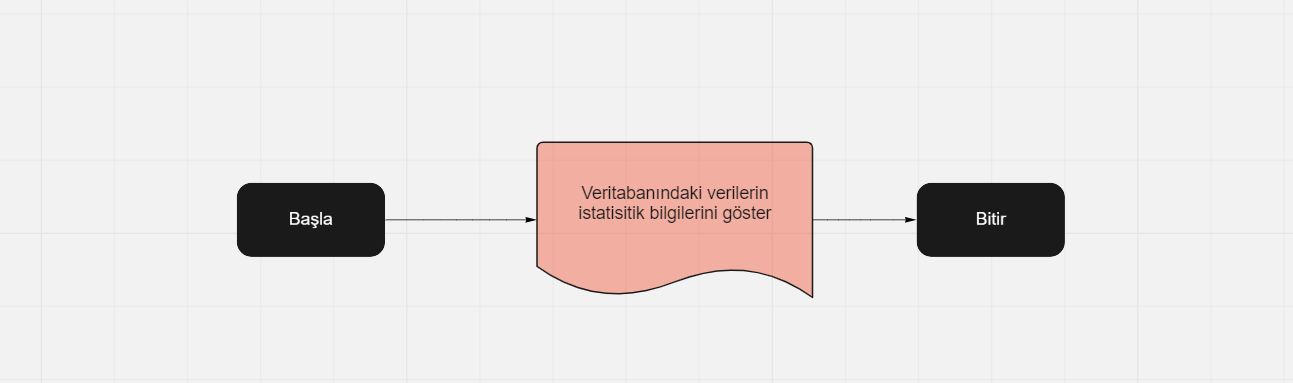 Başla
Veritabanındaki verilerin
istatisitik bilgilerini göster
Bitir